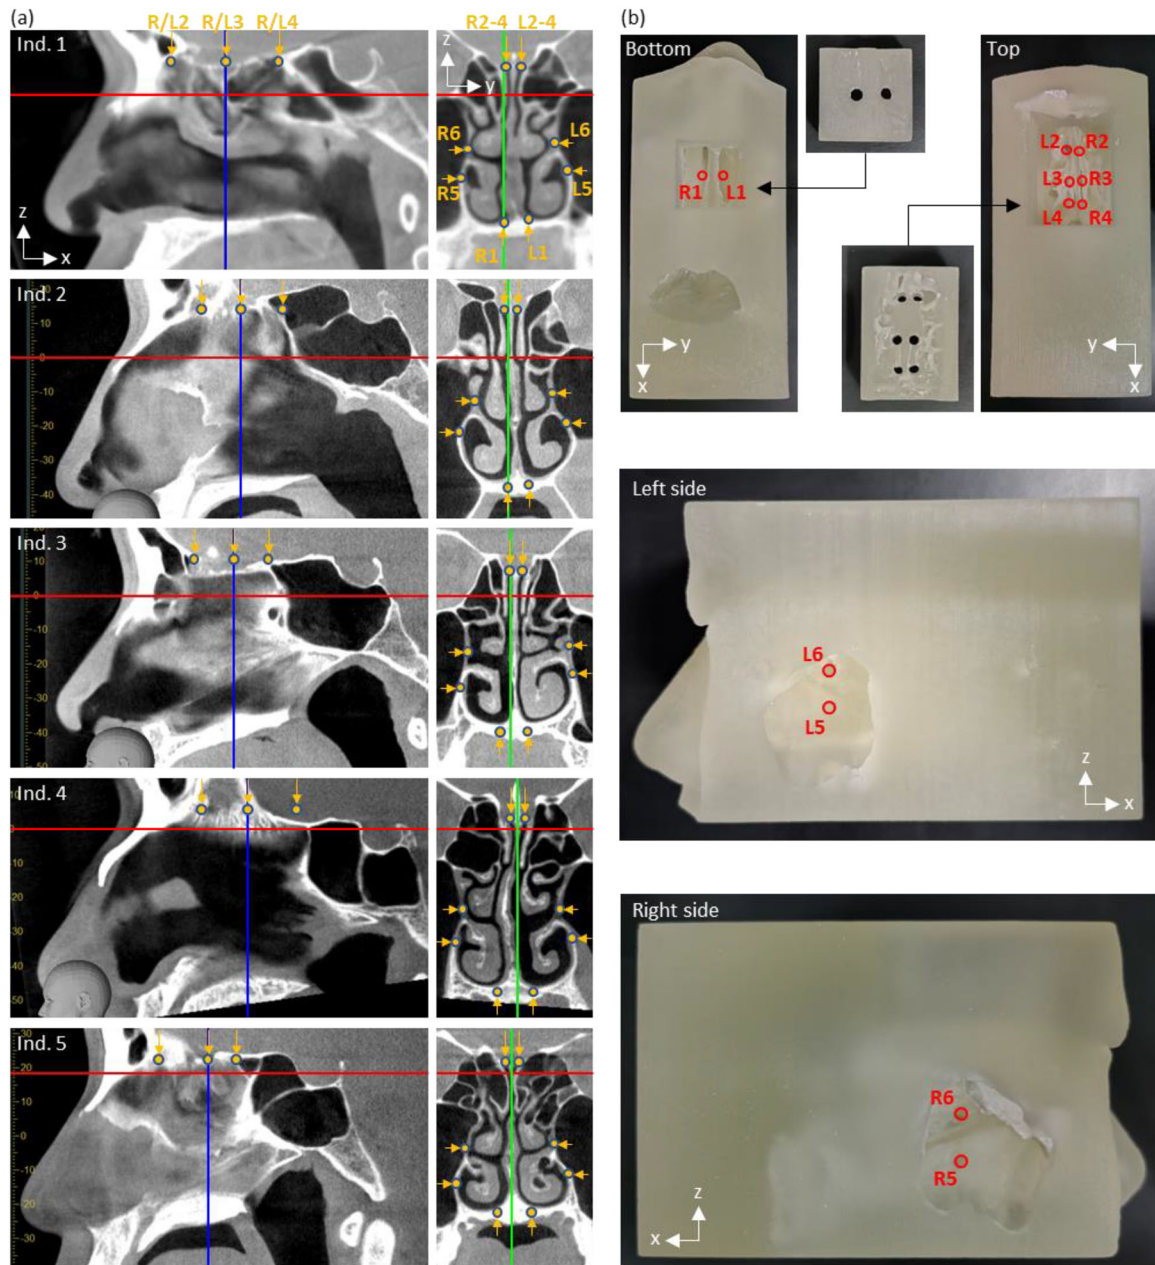 (a)
R/L2 R/L3 R/L4
R2-4 L2-4
Ind. 1
z
y
R6
L6
R5
L5
z
x
R1
L1
Ind. 2
20
10
0
-10
-20
-30
-40
Ind. 3
10
0
-10
-20
-30
-40
Ind. 4
-10
-20
-30
-40
Ind. 5
30
20
10
0
-10
-20
-30
(b)
Bottom
Top
L2 R2
L3 R3
L4 R4
R1 L1
y
x
y
x
Left side
L6
L5
z
x
Right side
R6
R5
z
x